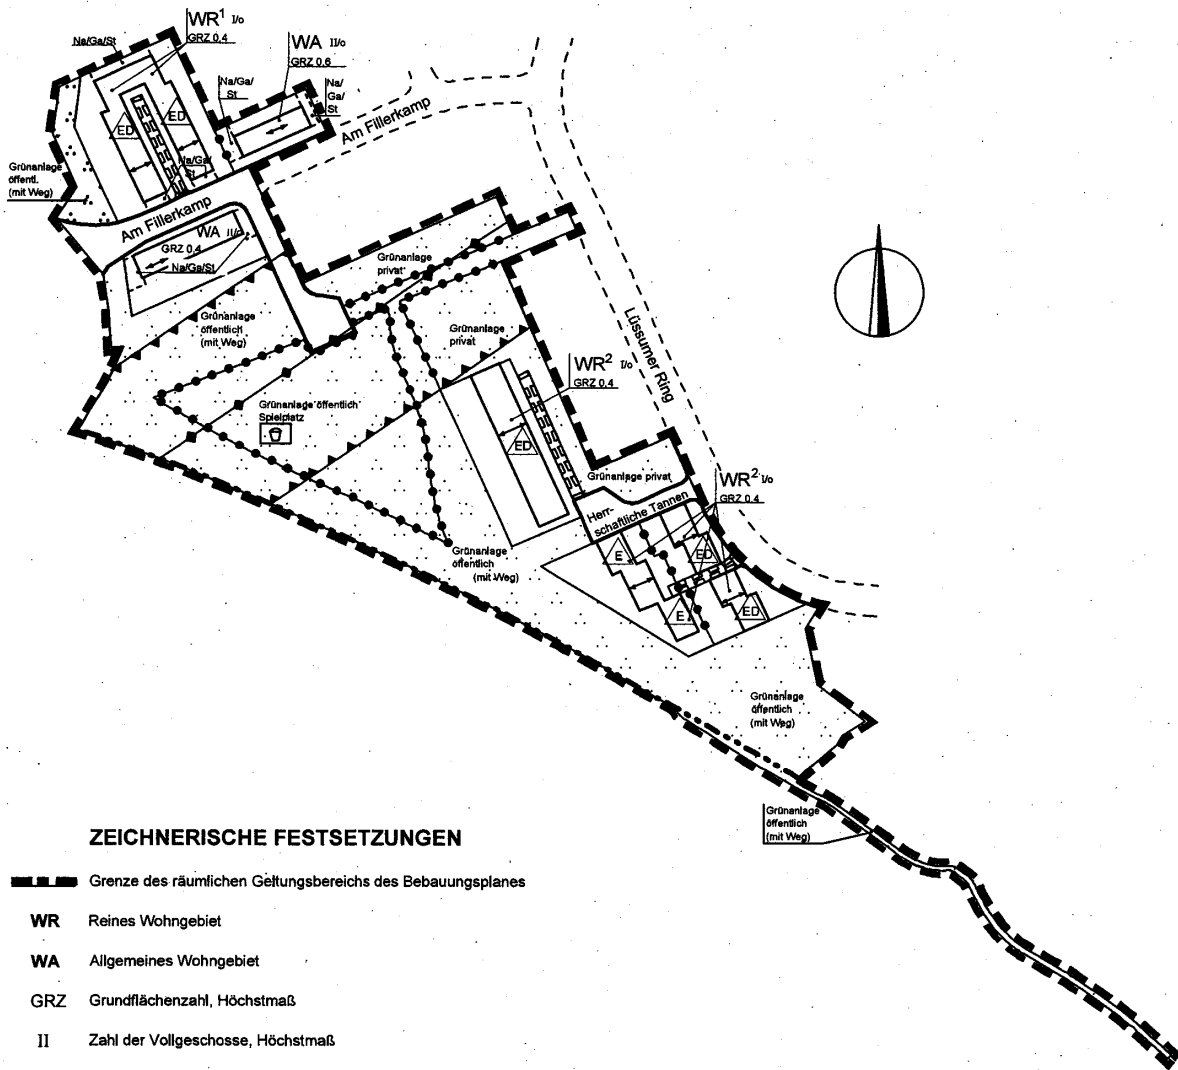 WR¹ I/o
GRZ 0,4
Na/Ga/St
WA II/o
GRZ 0,6
Na/Ga/
St
Na/
Ga/
St
ED
ED
Na/Ga/
St
Am Fillerkamp
Grünanlage
öffentl.
(mit Weg)
Am Fillerkamp
WA II/o
GRZ 0,4
Na/Ga/St
Grünanlage
privat
Grünanlage
öffentlich
(mit Weg)
Grünanlage
privat
Lüssumer Ring
WR² I/o
GRZ 0,4
Grünanlage öffentlich
Spielplatz
ED
Grünanlage privat
WR² I/o
GRZ 0,4
Herr-
schaftliche Tannen
E
ED
Grünanlage
öffentlich
(mit Weg)
E
ED
Grünanlage
öffentlich
(mit Weg)
Grünanlage
öffentlich
(mit Weg)
ZEICHNERISCHE FESTSETZUNGEN
Grenze des räumlichen Geltungsbereichs des Bebauungsplanes
WR Reines Wohngebiet
WA Allgemeines Wohngebiet
GRZ Grundflächenzahl, Höchstmaß
II Zahl der Vollgeschosse, Höchstmaß